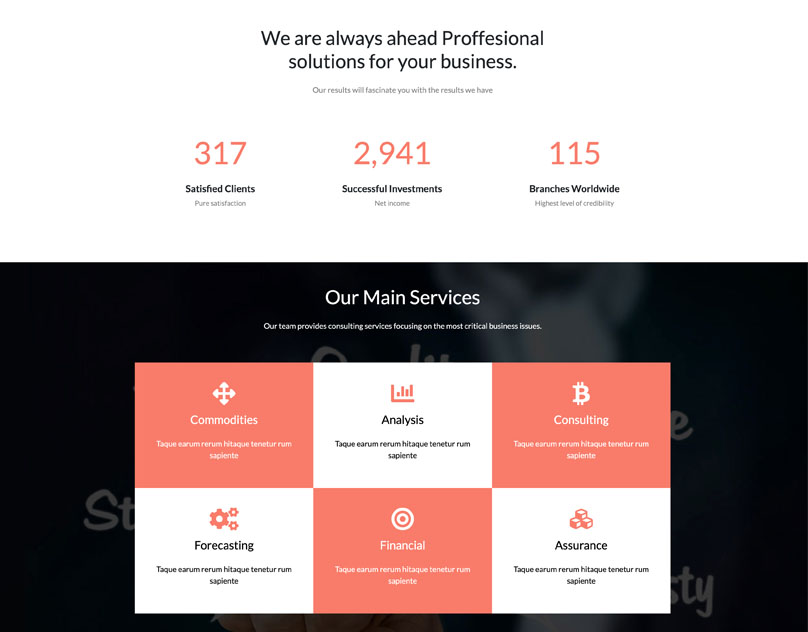 We are always ahead Proffesional
solutions for your business.
Our results will fascinate you with the results we have
317
2,941
115
Satisfied Clients
Successful Investments
Branches Worldwide
Pure satisfaction
Net income
Highest level of credibility
Our Main Services
Our team provides consulting services focusing on the most critical business issues.
Commodities
Analysis
Consulting
Taque earum rerum hitaque tenetur rum
sapiente
Taque earum rerum hitaque tenetur rum
sapiente
Taque earum rerum hitaque tenetur rum
sapiente
Forecasting
Financial
Assurance
Taque earum rerum hitaque tenetur rum
sapiente
Taque earum rerum hitaque tenetur rum
sapiente
Taque earum rerum hitaque tenetur rum
sapiente